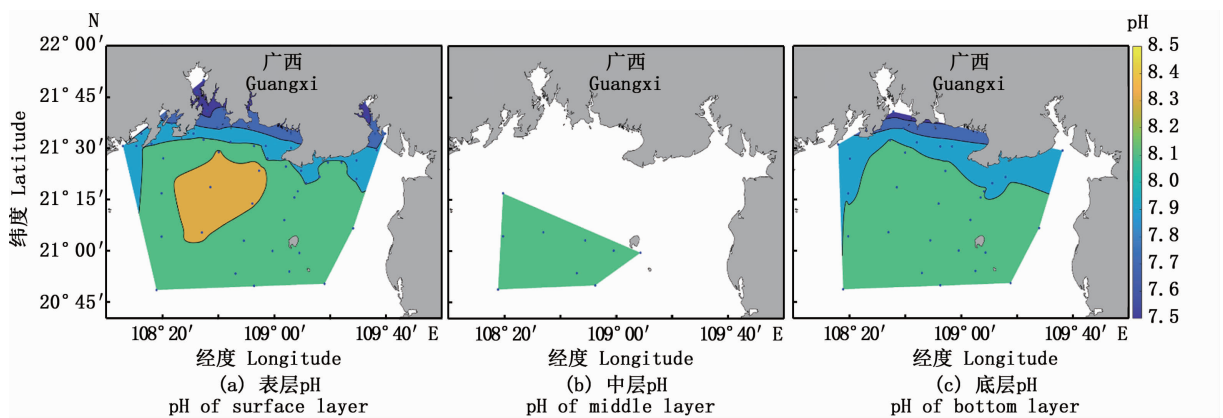 N
pH
22°00′
21°45′
21°30′
21°15′
21°00′
20°45′
纬度 Latitude
广西
Guangxi
广西
Guangxi
广西
Guangxi
8.5
8.4
8.3
8.2
8.1
8.0
7.9
7.8
7.7
7.6
7.5
108°20′ 109°00′ 109°40′ E
108°20′ 109°00′ 109°40′ E
108°20′ 109°00′ 109°40′ E
经度 Longitude
经度 Longitude
经度 Longitude
(a) 表层pH
pH of surface layer
(b) 中层pH
pH of middle layer
(c) 底层pH
pH of bottom layer